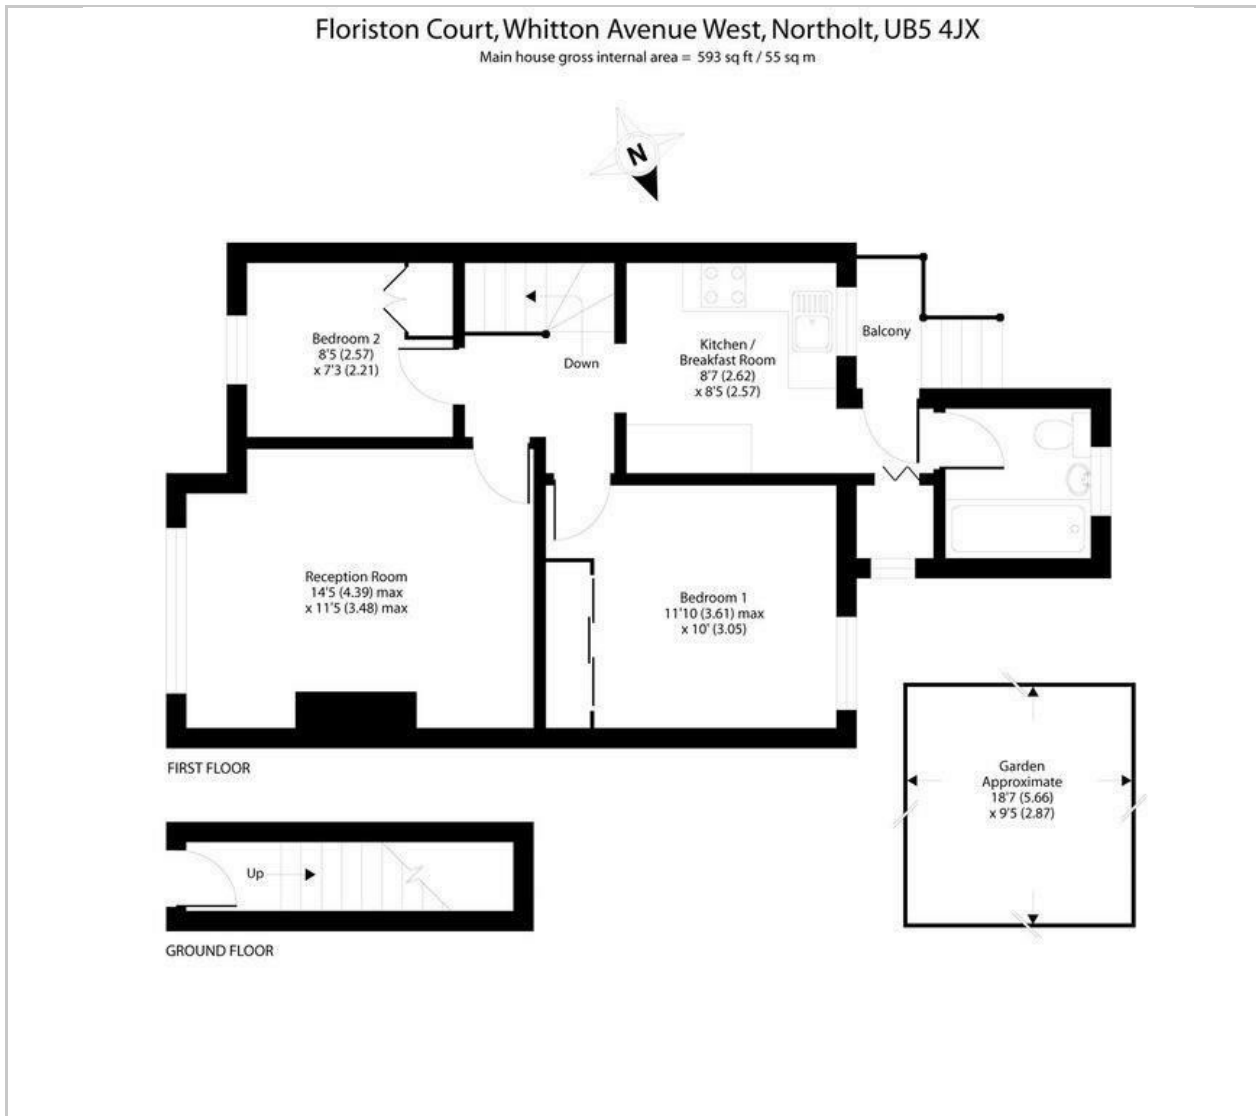 Floriston Court, Whitton Avenue West, Northolt, UB5 4JX
Main house gross internal area = 593 sq ft / 55 sq m
N
Bedroom 2
8'5 (2.57)
x 7'3 (2.21)
Down
Kitchen /
Breakfast Room
8'7 (2.62)
x 8'5 (2.57)
Balcony
Reception Room
14'5 (4.39) max
x 11'5 (3.48) max
Bedroom 1
11'10 (3.61) max
x 10' (3.05)
FIRST FLOOR
Garden
Approximate
18'7 (5.66)
x 9'5 (2.87)
Up
GROUND FLOOR